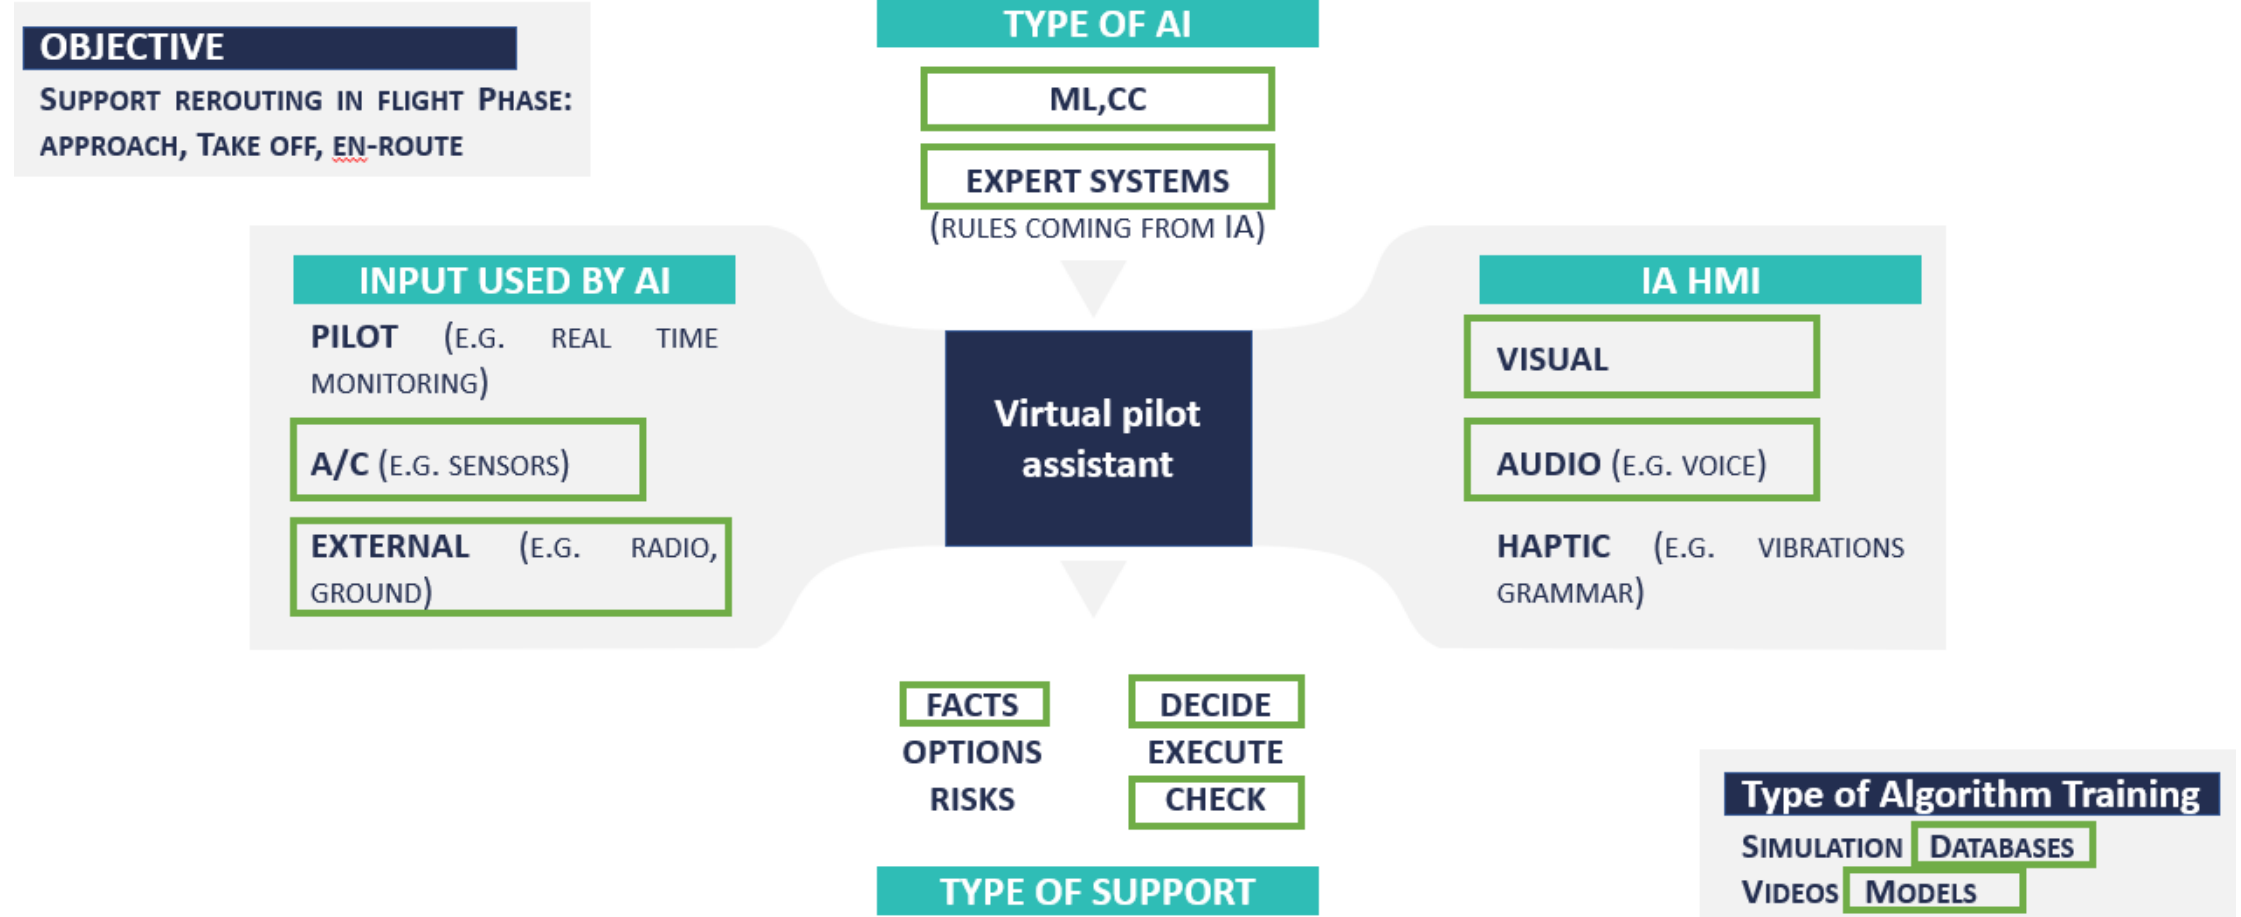 OBJECTIVE
SUPPORT REROUTING IN FLIGHT PHASE:
APPROACH, TAKE OFF, EN-ROUTE
TYPE OF AI
ML,CC
EXPERT SYSTEMS
(RULES COMING FROM IA)
INPUT USED BY AI
PILOT (E.G. REAL TIME
MONITORING)
A/C (E.G. SENSORS)
EXTERNAL (E.G. RADIO,
GROUND)
Virtual pilot
assistant
IA HMI
VISUAL
AUDIO (E.G. VOICE)
HAPTIC (E.G. VIBRATIONS
GRAMMAR)
FACTS DECIDE
OPTIONS EXECUTE
RISKS CHECK
TYPE OF SUPPORT
Type of Algorithm Training
SIMULATION DATABASES
VIDEOS MODELS